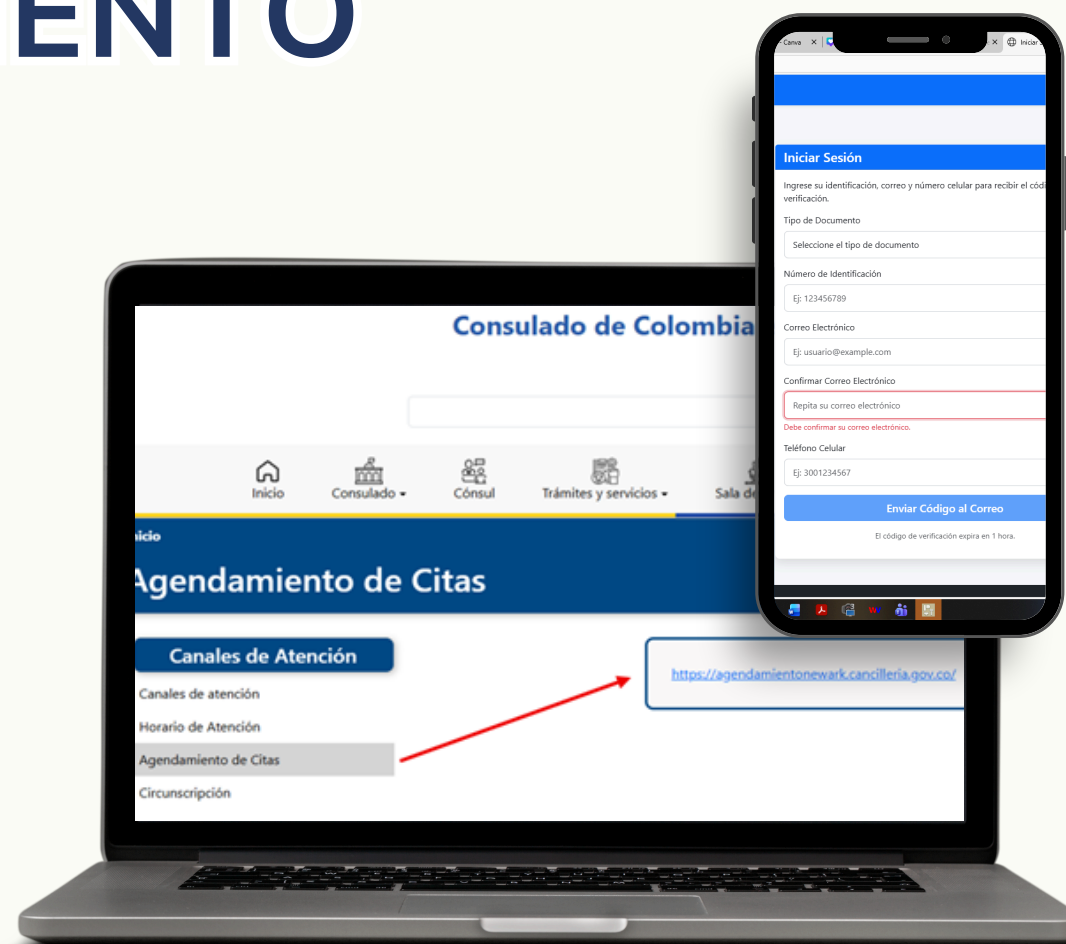 ENTO
Canva
Iniciar S
Iniciar Sesión
Ingrese su identificación, correo y número celular para recibir el códi
verificación.
Tipo de Documento
Seleccione el tipo de documento
Número de Identificación
Ej: 123456789
Correo Electrónico
Ej: usuario@example.com
Confirmar Correo Electrónico
Repita su correo electrónico
Debe confirmar su correo electrónico.
Teléfono Celular
Ej: 3001234567
Enviar Código al Correo
El código de verificación expira en 1 hora.
Consulado de Colombia
Inicio
Consulado
Cónsul
Trámites y servicios
Sala de
nicio
Agendamiento de Citas
Canales de Atención
Canales de atención
Horario de Atención
Agendamiento de Citas
Circunscripción
https://agendamientonewark.cancilleria.gov.co/